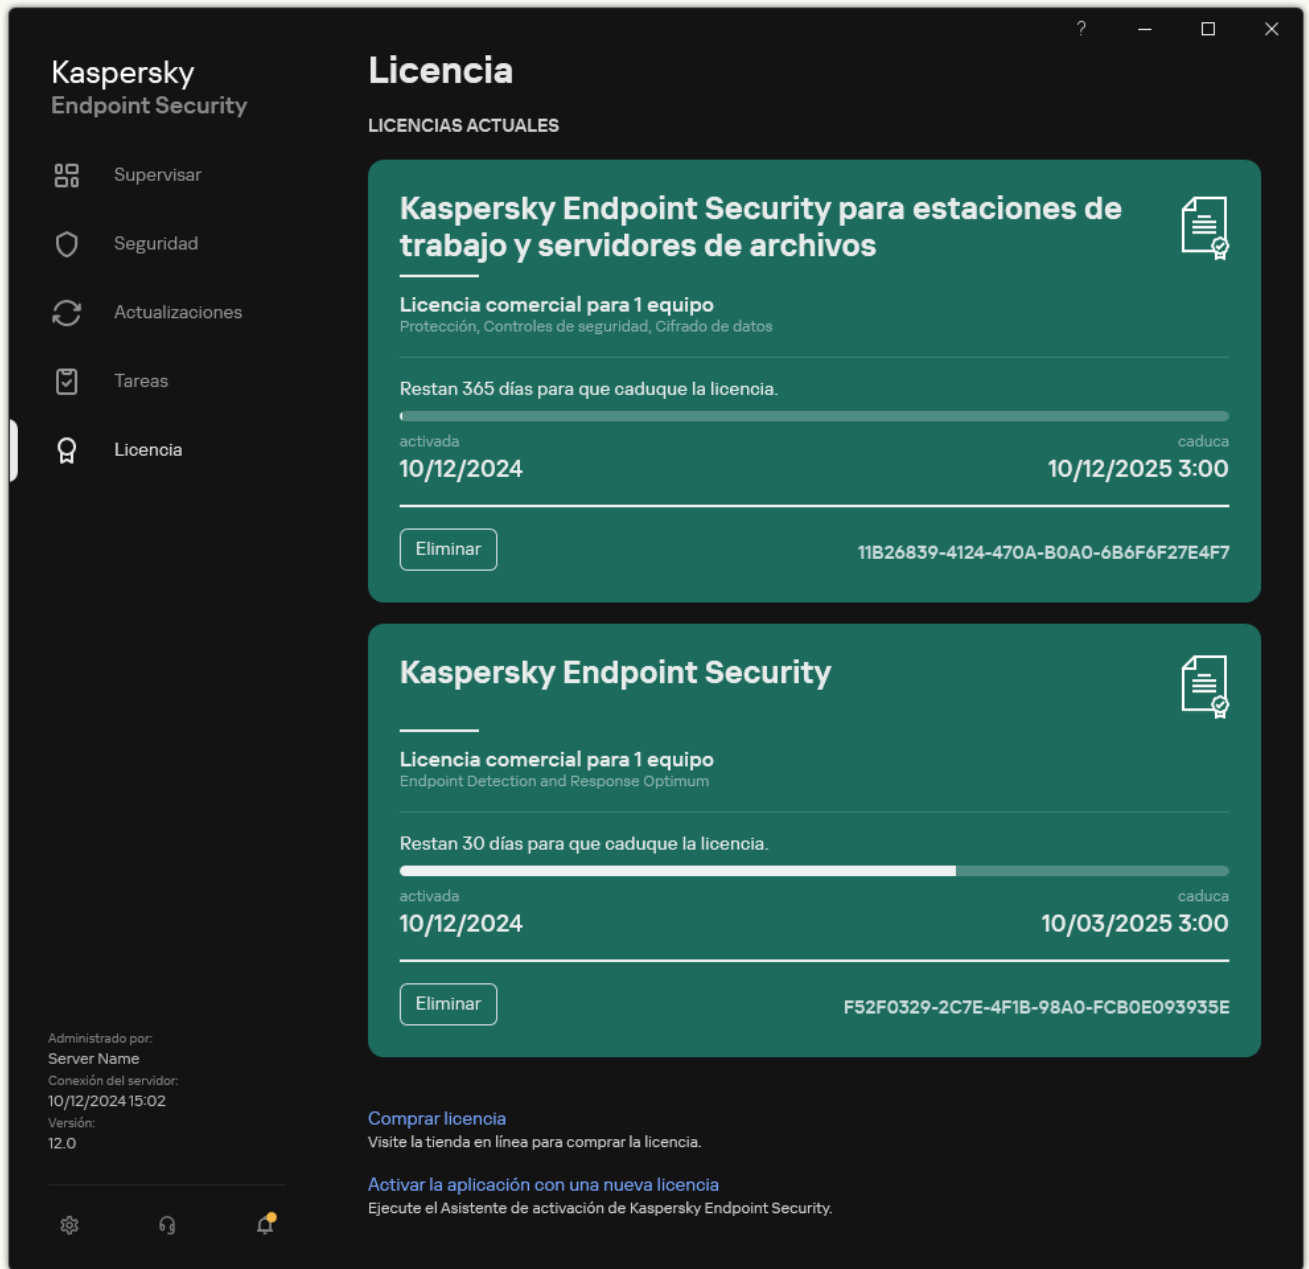 ?
Kaspersky
Endpoint Security
Supervisar
Seguridad
Actualizaciones
Tareas
Licencia
Administrado por:
Server Name
Conexión del servidor:
10/12/2024 15:02
Versión:
12.0
Licencia
LICENCIAS ACTUALES
Kaspersky Endpoint Security para estaciones de
trabajo y servidores de archivos
Licencia comercial para 1 equipo
Protección, Controles de seguridad, Cifrado de datos
Restan 365 días para que caduque la licencia.
activada caduca
10/12/2024 10/12/2025 3:00
Eliminar 11B26839-4124-470A-B0A0-6B6F6F27E4F7
Kaspersky Endpoint Security
Licencia comercial para 1 equipo
Endpoint Detection and Response Optimum
Restan 30 días para que caduque la licencia.
activada caduca
10/12/2024 10/03/2025 3:00
Eliminar F52F0329-2C7E-4F1B-98A0-FCB0E093935E
Comprar licencia
Visite la tienda en línea para comprar la licencia.
Activar la aplicación con una nueva licencia
Ejecute el Asistente de activación de Kaspersky Endpoint Security.